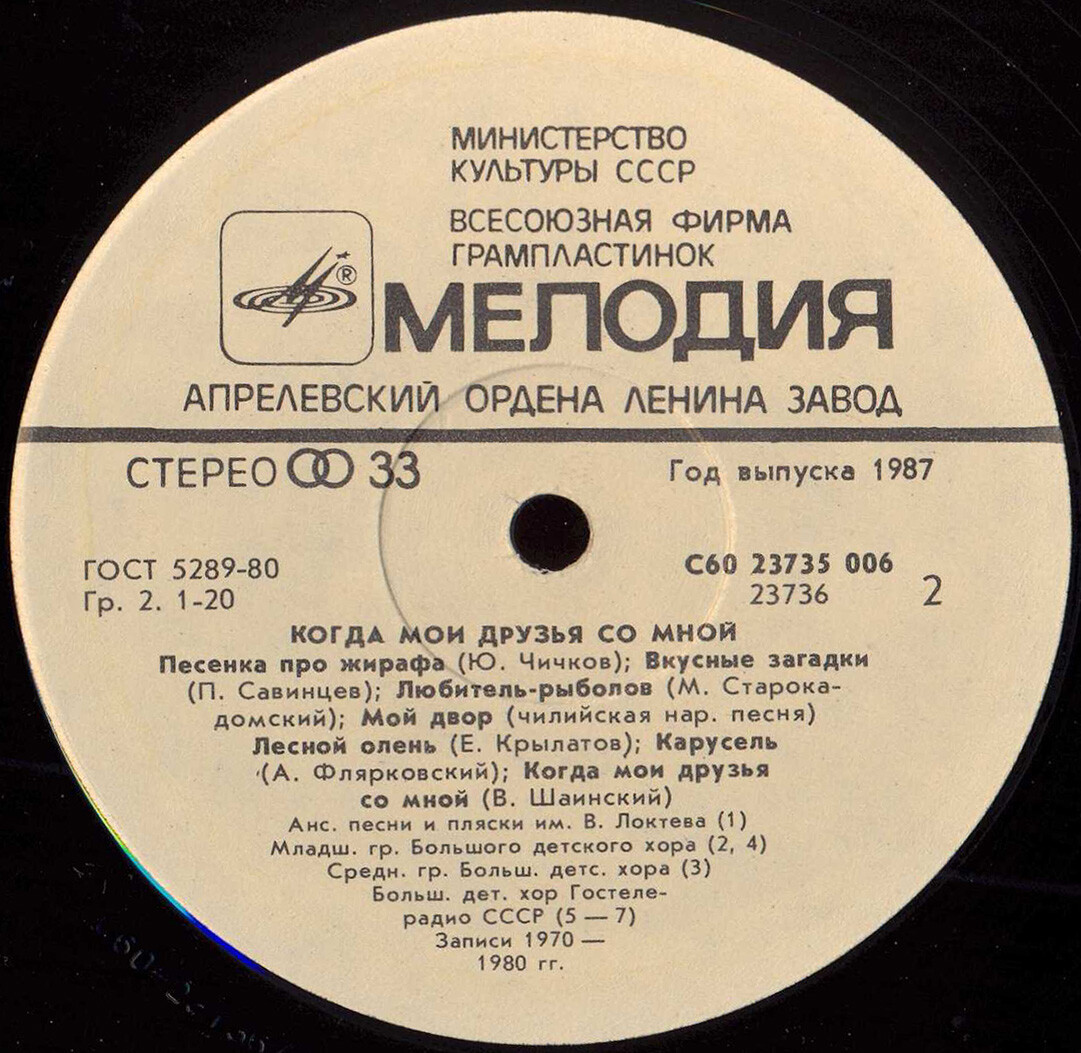 МИНИСТЕРСТВО
КУЛЬТУРЫ СССР
ВСЕСОЮЗНАЯ ФИРМА
ГРАМПЛАСТИНОК
®
МЕЛОДИЯ
АПРЕЛЕВСКИЙ ОРДЕНА ЛЕНИНА ЗАВОД
СТЕРЕО 33
Год выпуска 1987
ГОСТ 5289-80
Гр. 2. 1-20
С60 23735 006
23736
2
КОГДА МОИ ДРУЗЬЯ СО МНОЙ
Песенка про жирафа (Ю. Чичков); Вкусные загадки
(П. Савинцев); Любитель-рыболов (М. Старока-
домский); Мой двор (чилийская нар. песня)
Лесной олень (Е. Крылатов); Карусель
(А. Флярковский); Когда мои друзья
со мной (В. Шаинский)
Анс. песни и пляски им. В. Локтева (1)
Младш. гр. Большого детского хора (2, 4)
Средн. гр. Больш. детс. хора (3)
Больш. дет. хор Гостеле-
радио СССР (5 — 7)
Записи 1970 —
1980 гг.